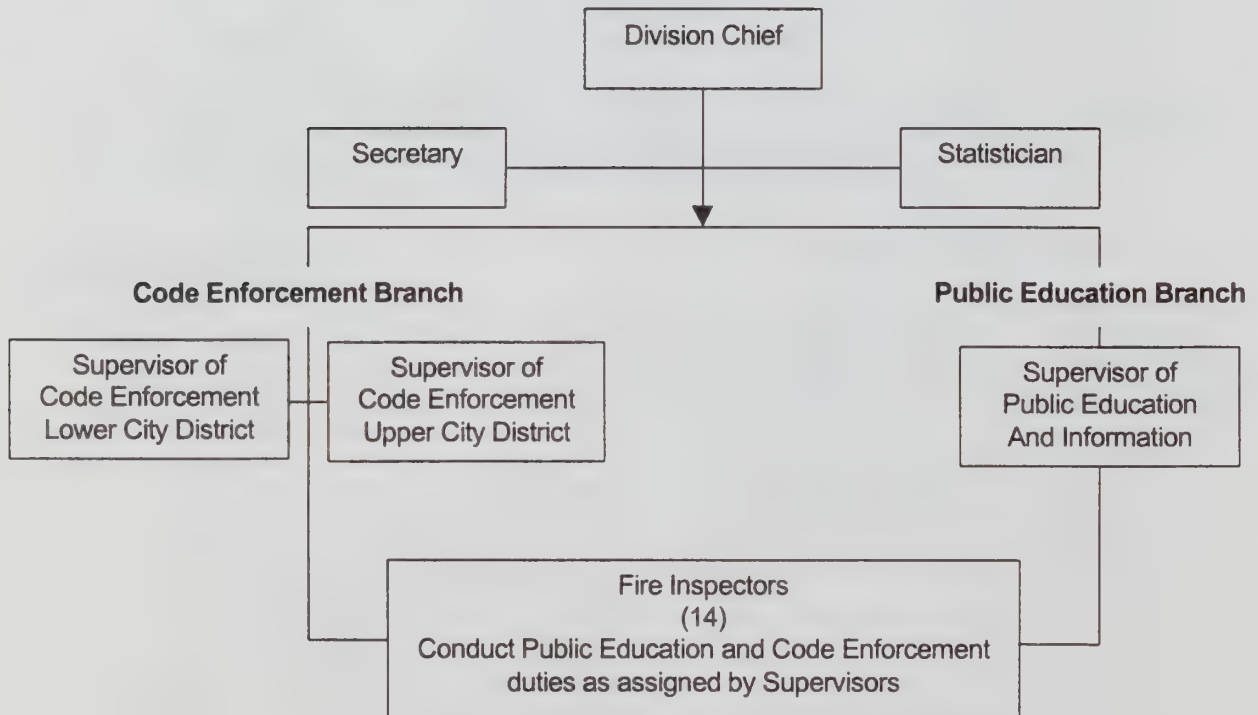 Division Chief
Secretary
Statistician
Code Enforcement Branch
Public Education Branch
Supervisor of
Code Enforcement
Lower City District
Supervisor of
Code Enforcement
Upper City District
Supervisor of
Public Education
And Information
Fire Inspectors
(14)
Conduct Public Education and Code Enforcement
duties as assigned by Supervisors